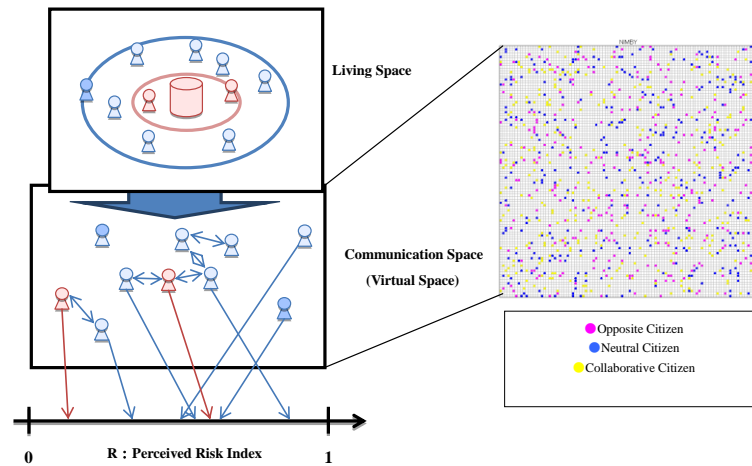 NIMBY
Living Space
Communication Space
(Virtual Space)
Opposite Citizen
Neutral Citizen
Collaborative Citizen
0
R：Perceived Risk Index
1